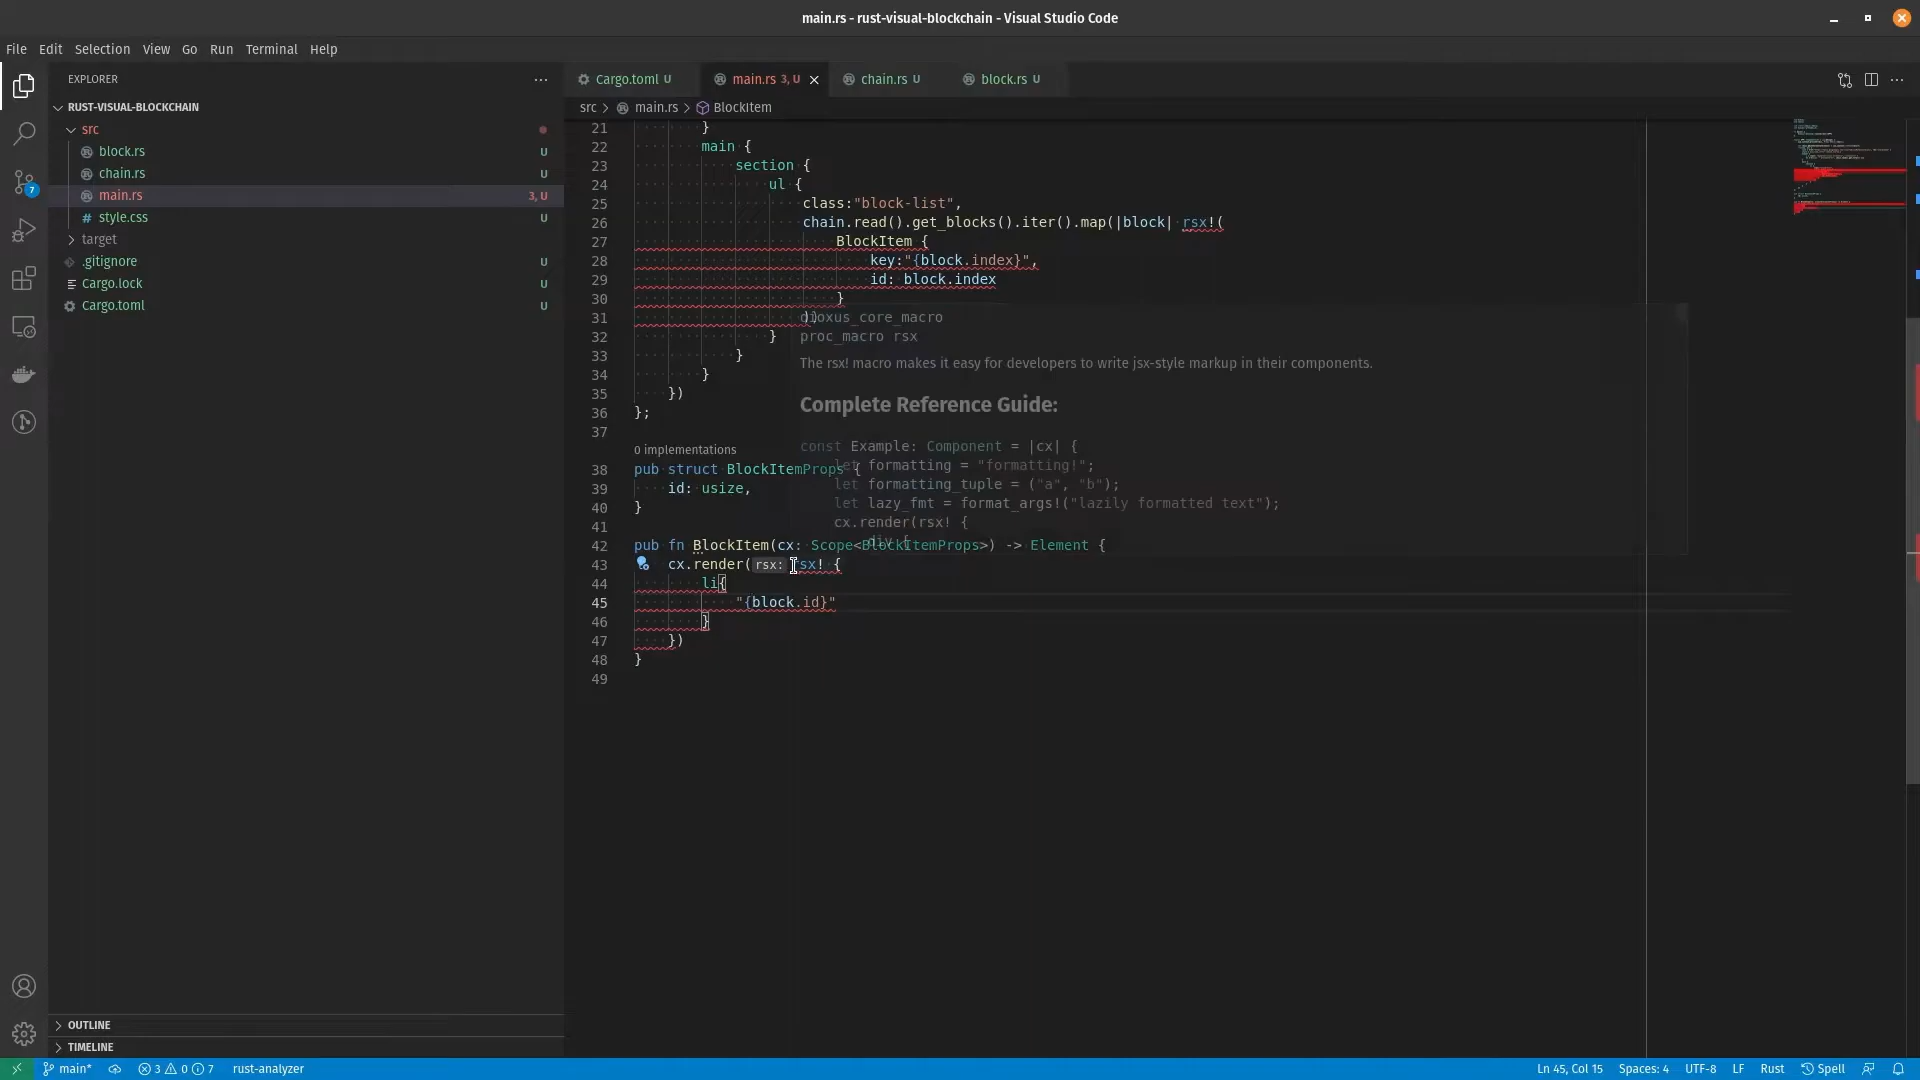 main.rs - rust-visual-blockchain - Visual Studio Code
File Edit Selection View Go Run Terminal Help
EXPLORER
RUST-VISUAL-BLOCKCHAIN
src
block.rs U
chain.rs U
main.rs 3, U
# style.css U
target
.gitignore U
Cargo.lock U
Cargo.toml U
7
OUTLINE
TIMELINE
Cargo.toml U main.rs 3, U chain.rs U block.rs U
src > main.rs > BlockItem
21 }
22 main {
23 section {
24 ul {
25 class:"block-list",
26 chain.read().get_blocks().iter().map(|block| rsx!(
27 BlockItem {
28 key:"{block.index}",
29 id: block.index
30 }
31 ))
32 }
33 }
34 }
35 })
36 };
37
0 implementations
38 pub struct BlockItemProps {
39 id: usize,
40 }
41
42 pub fn BlockItem(cx: Scope<BlockItemProps>) -> Element {
43 cx.render(rsx: rsx! {
44 li{
45 "{block.id}"
46 }
47 })
48 }
49
dioxus_core_macro
proc_macro rsx
The rsx! macro makes it easy for developers to write jsx-style markup in their components.
Complete Reference Guide:
const Example: Component = |cx| {
let formatting = "formatting!";
let formatting_tuple = ("a", "b");
let lazy_fmt = format_args!("lazily formatted text");
cx.render(rsx! {
div {
main* 3 0 7 rust-analyzer Ln 45, Col 15 Spaces: 4 UTF-8 LF Rust Spell